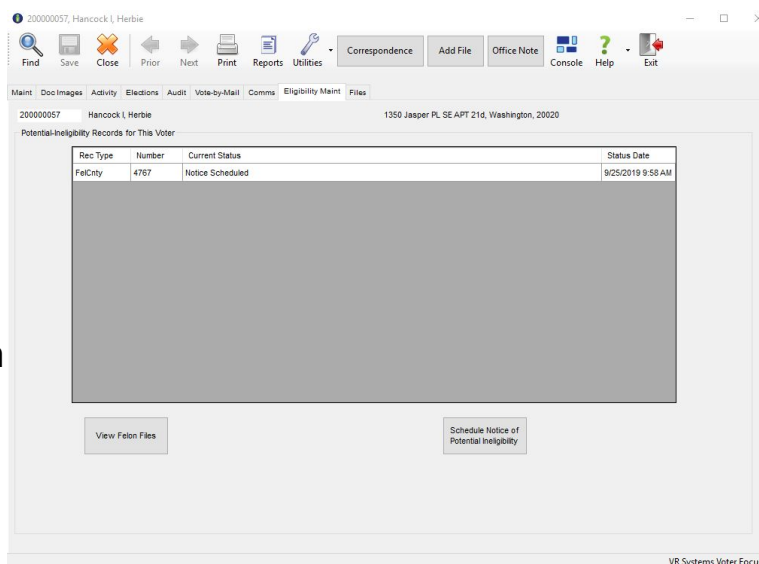 200000057, Hancock I, Herbie
Find Save Close Prior Next Print Reports Utilities Correspondence Add File Office Note Console Help Exit
Maint Doc Images Activity Elections Audit Vote-by-Mail Comms Eligibility Maint Files
200000057 Hancock I, Herbie 1350 Jasper PL SE APT 21d, Washington, 20020
Potential-Ineligibility Records for This Voter
Rec Type Number Current Status Status Date
FelCnty 4767 Notice Scheduled 9/25/2019 9:58 AM
View Felon Files
Schedule Notice of
Potential Ineligibility
VR Systems Voter Focu